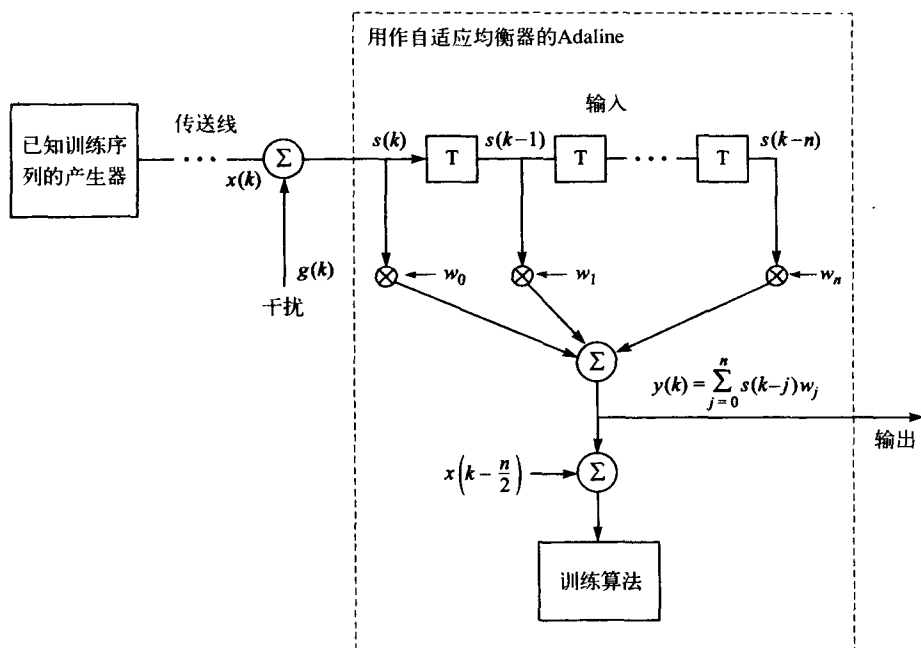 用作自适应均衡器的Adaline
已知训练序
列的产生器
传送线
x(k)
Σ
g(k)
干扰
输入
s(k)
T
s(k−1)
T
T
s(k−n)
w₀
w₁
wₙ
Σ
y(k) = ∑_{j=0}^{n} s(k−j)w_j
输出
x(k − n/2)
Σ
训练算法